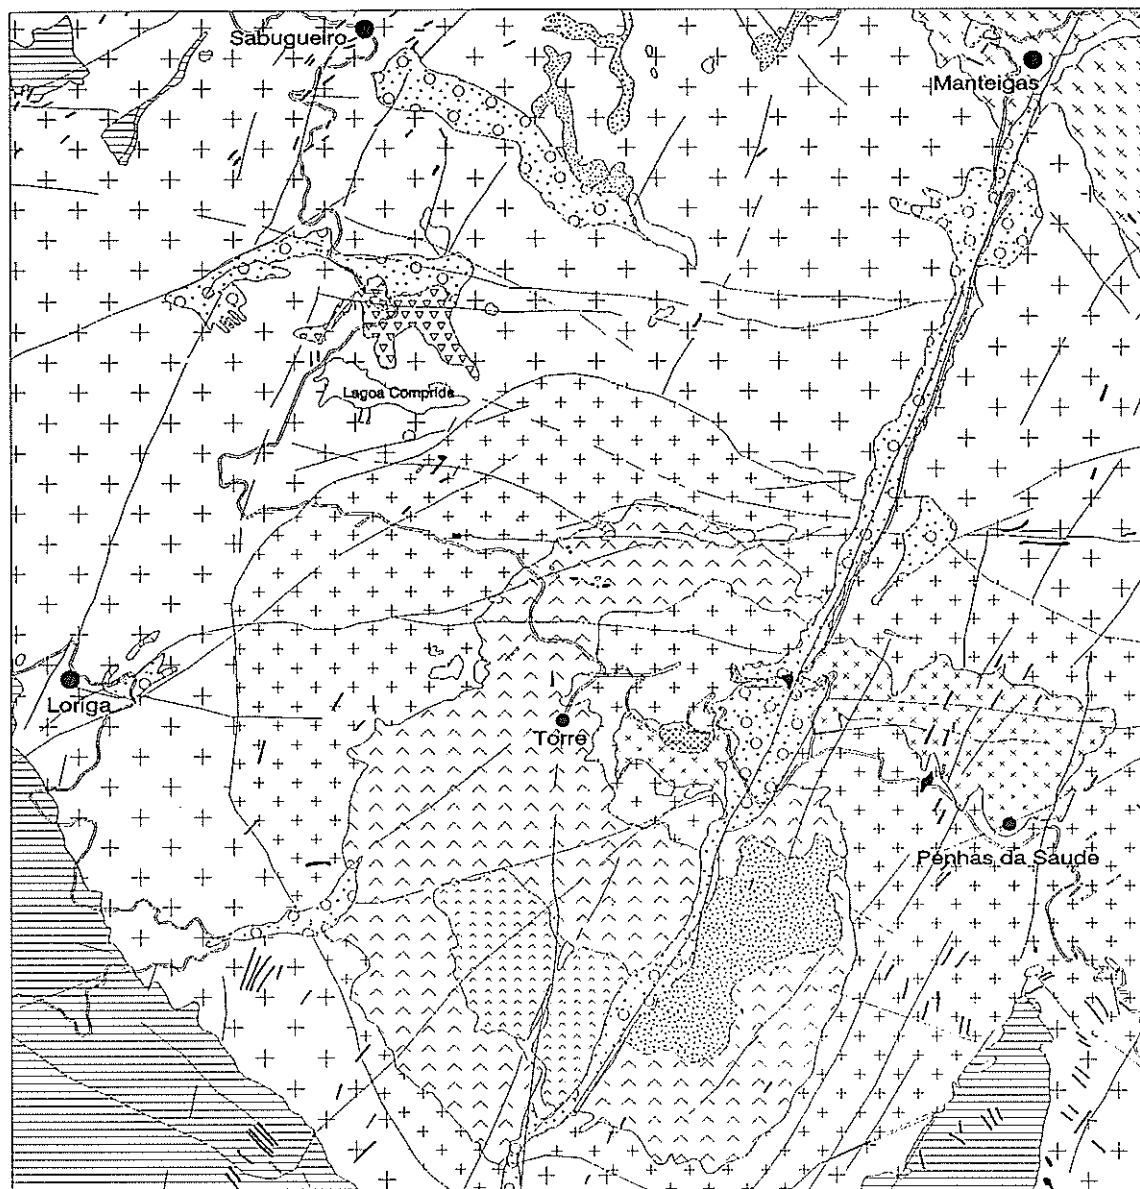 Sabugueiro
Manteigas
Lagoa Comprida
Loriga
Torre
Penhas da Saude